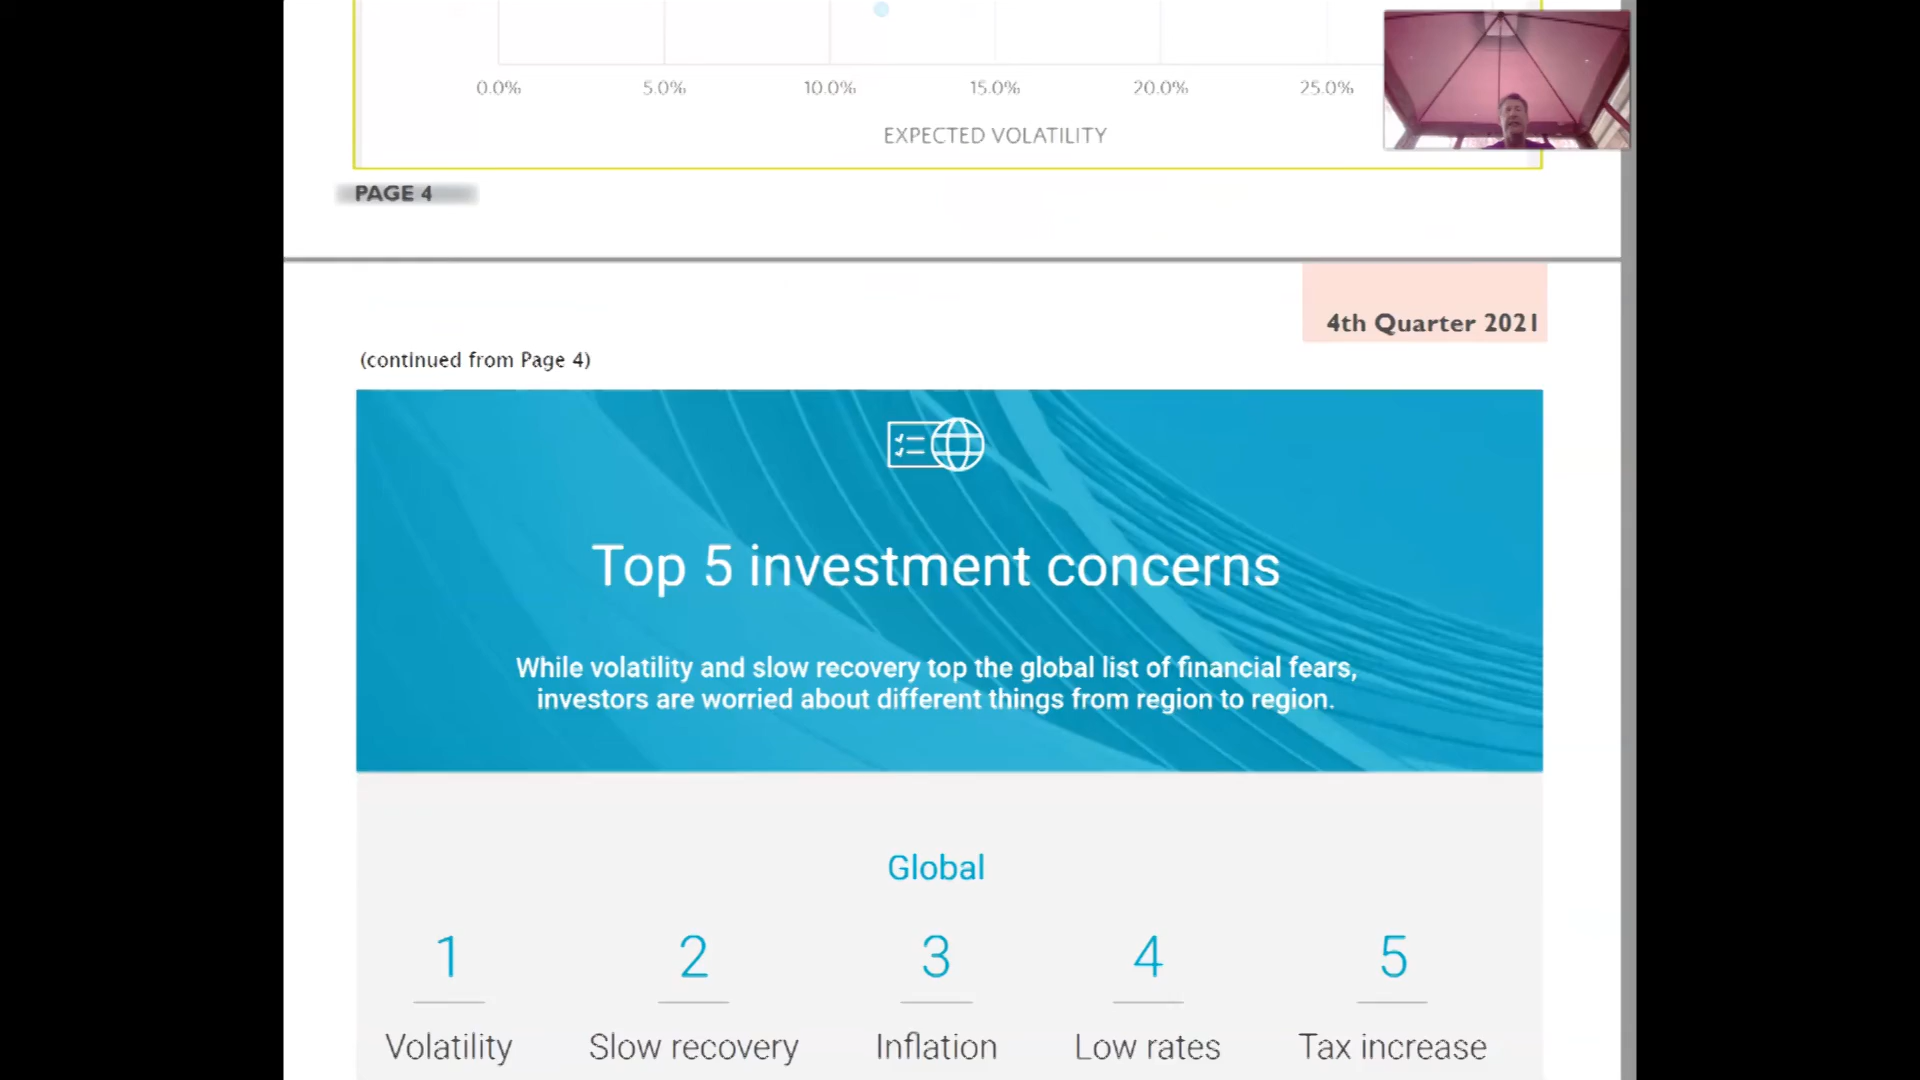 0.0% 5.0% 10.0% 15.0% 20.0% 25.0%
EXPECTED VOLATILITY
PAGE 4
4th Quarter 2021
(continued from Page 4)
Top 5 investment concerns
While volatility and slow recovery top the global list of financial fears,
investors are worried about different things from region to region.
Global
1 2 3 4 5
Volatility Slow recovery Inflation Low rates Tax increase